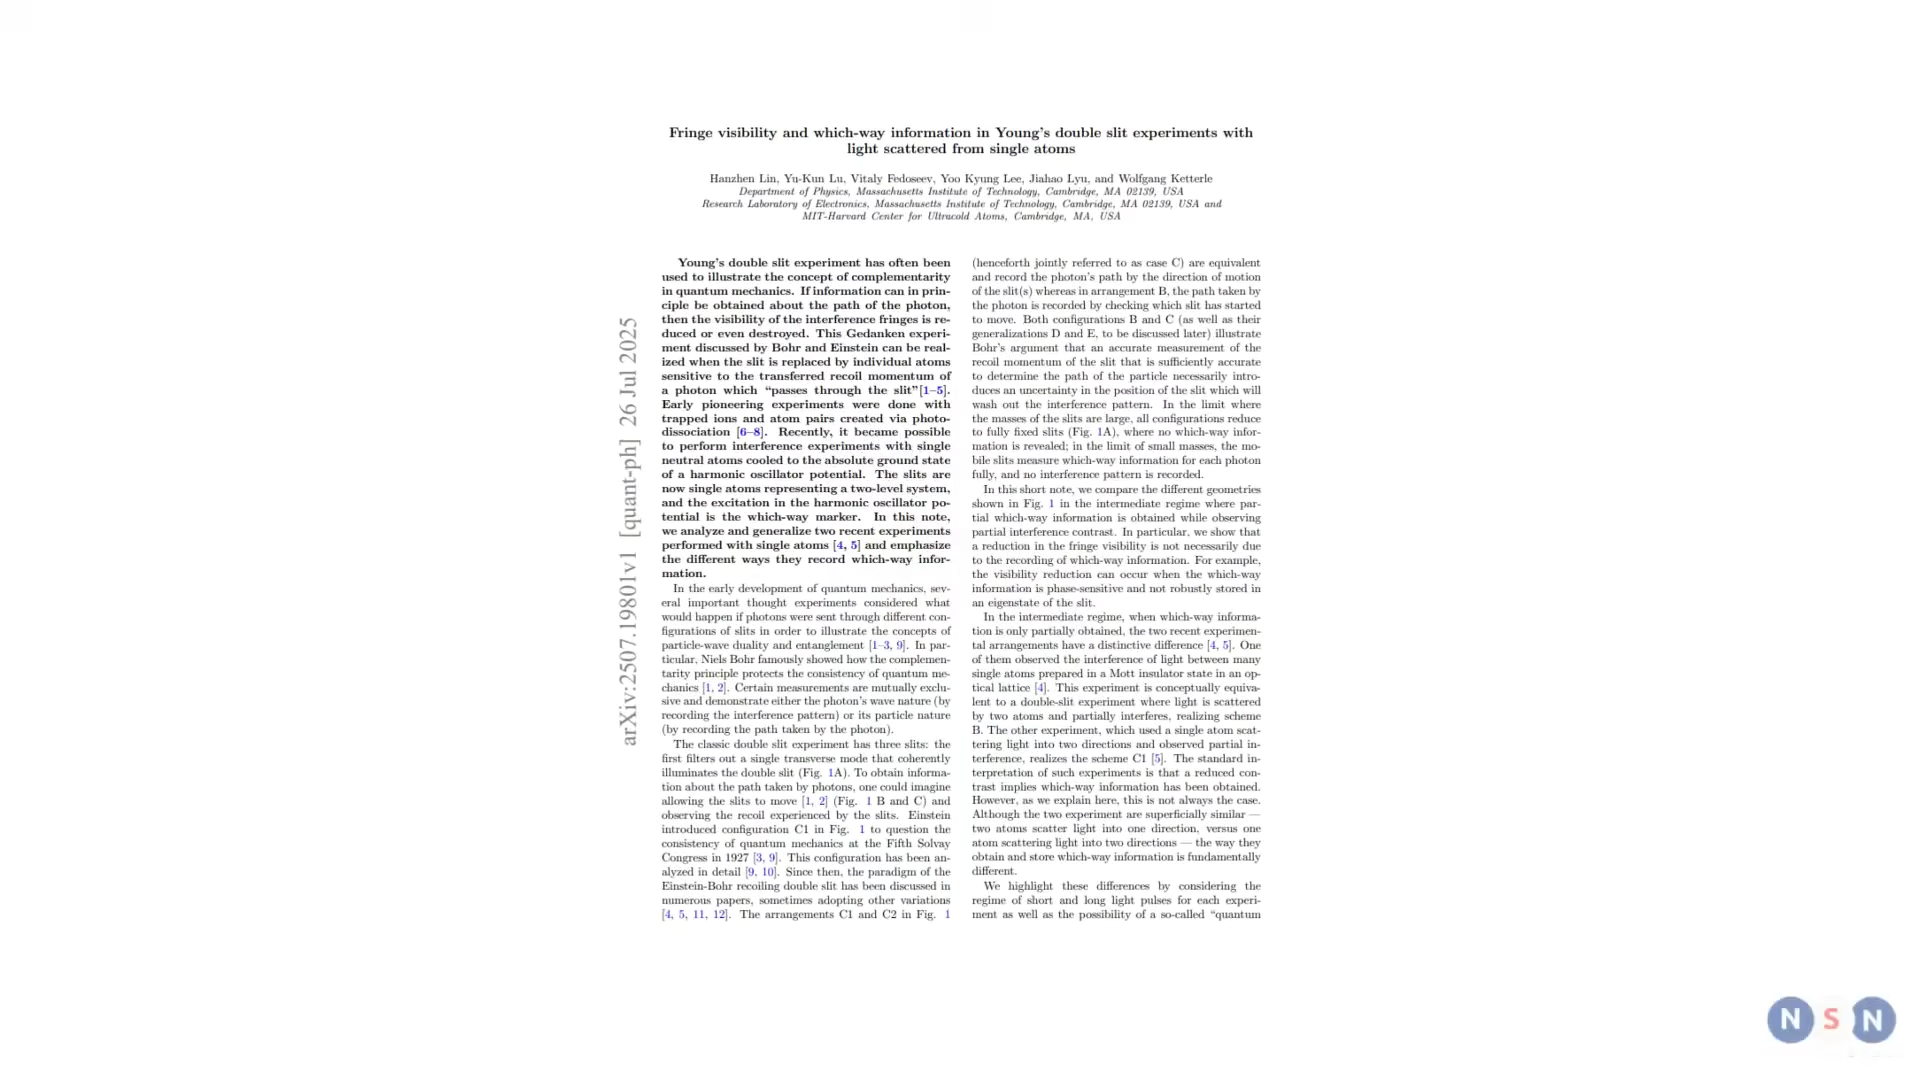 Fringe visibility and which-way information in Young's double slit experiments with
light scattered from single atoms
Hanzhen Lin, Yu-Kun Lu, Vitaly Fedoseev, Yoo Kyung Lee, Jiahao Lyu, and Wolfgang Ketterle
Department of Physics, Massachusetts Institute of Technology, Cambridge, MA 02139, USA
Research Laboratory of Electronics, Massachusetts Institute of Technology, Cambridge, MA 02139, USA and
MIT-Harvard Center for Ultracold Atoms, Cambridge, MA, USA
arXiv:2507.19801v1 [quant-ph] 26 Jul 2025
Young's double slit experiment has often been
used to illustrate the concept of complementarity
in quantum mechanics. If information can in prin-
ciple be obtained about the path of the photon,
then the visibility of the interference fringes is re-
duced or even destroyed. This Gedanken experi-
ment discussed by Bohr and Einstein can be real-
ized when the slit is replaced by individual atoms
sensitive to the transferred recoil momentum of
a photon which “passes through the slit”[1–5].
Early pioneering experiments were done with
trapped ions and atom pairs created via photo-
dissociation [6–8]. Recently, it became possible
to perform interference experiments with single
neutral atoms cooled to the absolute ground state
of a harmonic oscillator potential. The slits are
now single atoms representing a two-level system,
and the excitation in the harmonic oscillator po-
tential is the which-way marker. In this note,
we analyze and generalize two recent experiments
performed with single atoms [4, 5] and emphasize
the different ways they record which-way infor-
mation.
In the early development of quantum mechanics, sev-
eral important thought experiments considered what
would happen if photons were sent through different con-
figurations of slits in order to illustrate the concepts of
particle-wave duality and entanglement [1–3, 9]. In par-
ticular, Niels Bohr famously showed how the complemen-
tarity principle protects the consistency of quantum me-
chanics [1, 2]. Certain measurements are mutually exclu-
sive and demonstrate either the photon's wave nature (by
recording the interference pattern) or its particle nature
(by recording the path taken by the photon).
The classic double slit experiment has three slits: the
first filters out a single transverse mode that coherently
illuminates the double slit (Fig. 1A). To obtain informa-
tion about the path taken by photons, one could imagine
allowing the slits to move [1, 2] (Fig. 1 B and C) and
observing the recoil experienced by the slits. Einstein
introduced configuration C1 in Fig. 1 to question the
consistency of quantum mechanics at the Fifth Solvay
Congress in 1927 [3, 9]. This configuration has been an-
alyzed in detail [9, 10]. Since then, the paradigm of the
Einstein-Bohr recoiling double slit has been discussed in
numerous papers, sometimes adopting other variations
[4, 5, 11, 12]. The arrangements C1 and C2 in Fig. 1
(henceforth jointly referred to as case C) are equivalent
and record the photon's path by the direction of motion
of the slit(s) whereas in arrangement B, the path taken by
the photon is recorded by checking which slit has started
to move. Both configurations B and C (as well as their
generalizations D and E, to be discussed later) illustrate
Bohr's argument that an accurate measurement of the
recoil momentum of the slit that is sufficiently accurate
to determine the path of the particle necessarily intro-
duces an uncertainty in the position of the slit which will
wash out the interference pattern. In the limit where
the masses of the slits are large, all configurations reduce
to fully fixed slits (Fig. 1A), where no which-way infor-
mation is revealed; in the limit of small masses, the mo-
bile slits measure which-way information for each photon
fully, and no interference pattern is recorded.
In this short note, we compare the different geometries
shown in Fig. 1 in the intermediate regime where par-
tial which-way information is obtained while observing
partial interference contrast. In particular, we show that
a reduction in the fringe visibility is not necessarily due
to the recording of which-way information. For example,
the visibility reduction can occur when the which-way
information is phase-sensitive and not robustly stored in
an eigenstate of the slit.
In the intermediate regime, when which-way informa-
tion is only partially obtained, the two recent experimen-
tal arrangements have a distinctive difference [4, 5]. One
of them observed the interference of light between many
single atoms prepared in a Mott insulator state in an op-
tical lattice [4]. This experiment is conceptually equiva-
lent to a double-slit experiment where light is scattered
by two atoms and partially interferes, realizing scheme
B. The other experiment, which used a single atom scat-
tering light into two directions and observed partial in-
terference, realizes the scheme C1 [5]. The standard in-
terpretation of such experiments is that a reduced con-
trast implies which-way information has been obtained.
However, as we explain here, this is not always the case.
Although the two experiment are superficially similar —
two atoms scatter light into one direction, versus one
atom scattering light into two directions — the way they
obtain and store which-way information is fundamentally
different.
We highlight these differences by considering the
regime of short and long light pulses for each experi-
ment as well as the possibility of a so-called “quantum
N S N